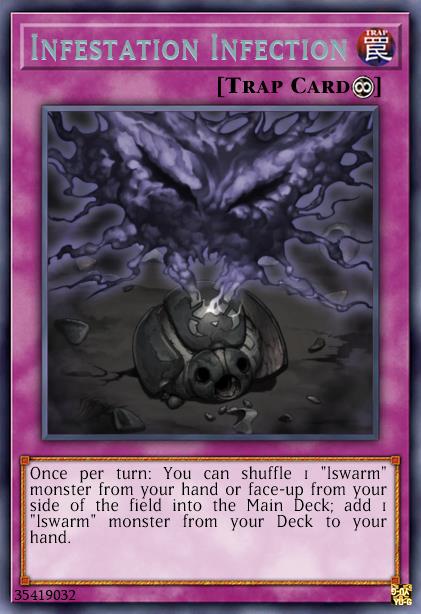 Infestation Infection
TRAP
罠
[Trap Card]
Once per turn: You can shuffle 1 "lswarm"
monster from your hand or face-up from your
side of the field into the Main Deck; add 1
"lswarm" monster from your Deck to your
hand.
35419032